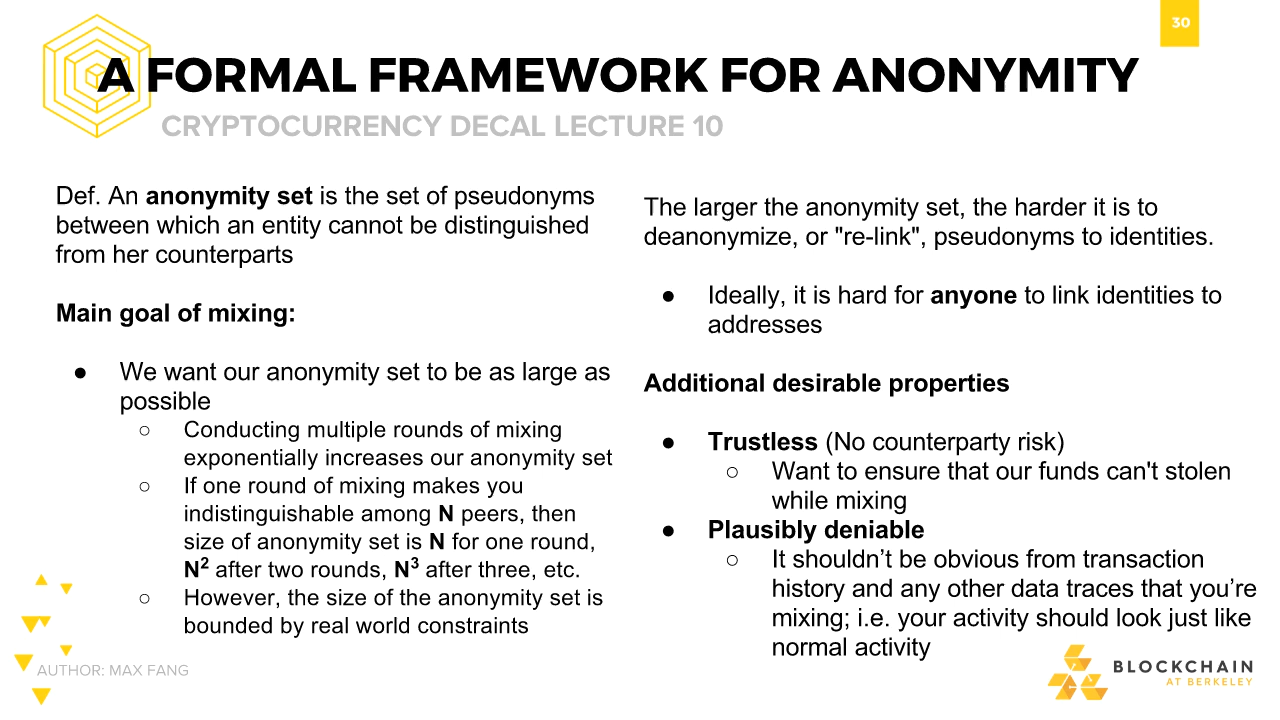 30
A FORMAL FRAMEWORK FOR ANONYMITY
CRYPTOCURRENCY DECAL LECTURE 10
Def. An anonymity set is the set of pseudonyms
between which an entity cannot be distinguished
from her counterparts
Main goal of mixing:
● We want our anonymity set to be as large as
possible
○ Conducting multiple rounds of mixing
exponentially increases our anonymity set
○ If one round of mixing makes you
indistinguishable among N peers, then
size of anonymity set is N for one round,
N² after two rounds, N³ after three, etc.
○ However, the size of the anonymity set is
bounded by real world constraints
The larger the anonymity set, the harder it is to
deanonymize, or "re-link", pseudonyms to identities.
● Ideally, it is hard for anyone to link identities to
addresses
Additional desirable properties
● Trustless (No counterparty risk)
○ Want to ensure that our funds can't stolen
while mixing
● Plausibly deniable
○ It shouldn’t be obvious from transaction
history and any other data traces that you’re
mixing; i.e. your activity should look just like
normal activity
AUTHOR: MAX FANG
BLOCKCHAIN
AT BERKELEY